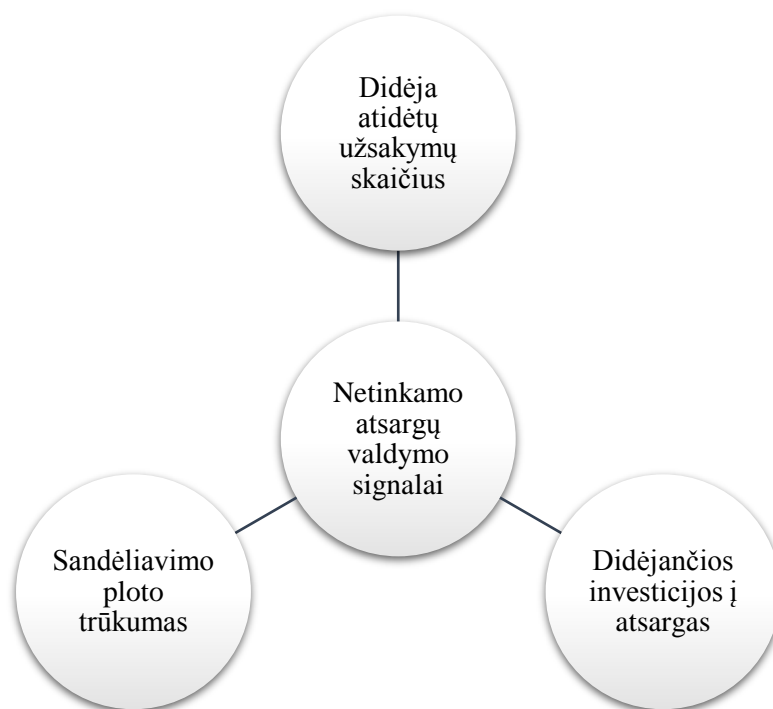 Didėja
atidėtų
užsakymų
skaičius
Netinkamo
atsargų
valdymo
signalai
Sandėliavimo
ploto
trūkumas
Didėjančios
investicijos į
atsargas